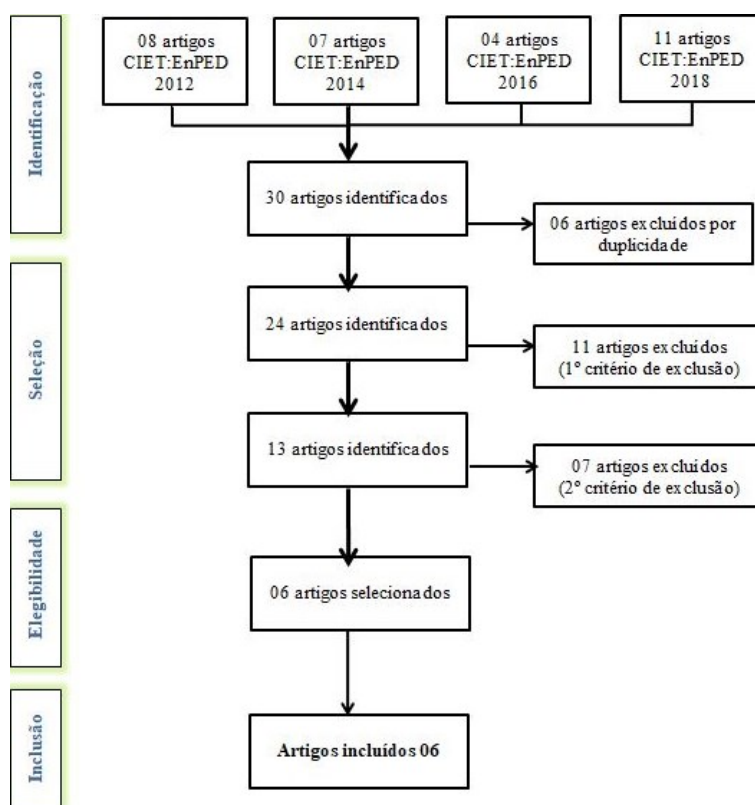 08 artigos
CIET:EnPED
2012
07 artigos
CIET:EnPED
2014
04 artigos
CIET:EnPED
2016
11 artigos
CIET:EnPED
2018
Identificação
30 artigos identificados
06 artigos excluídos por
duplicidade
Seleção
24 artigos identificados
11 artigos excluídos
(1º critério de exclusão)
13 artigos identificados
07 artigos excluídos
(2º critério de exclusão)
Elegibilidade
06 artigos selecionados
Inclusão
Artigos incluídos 06